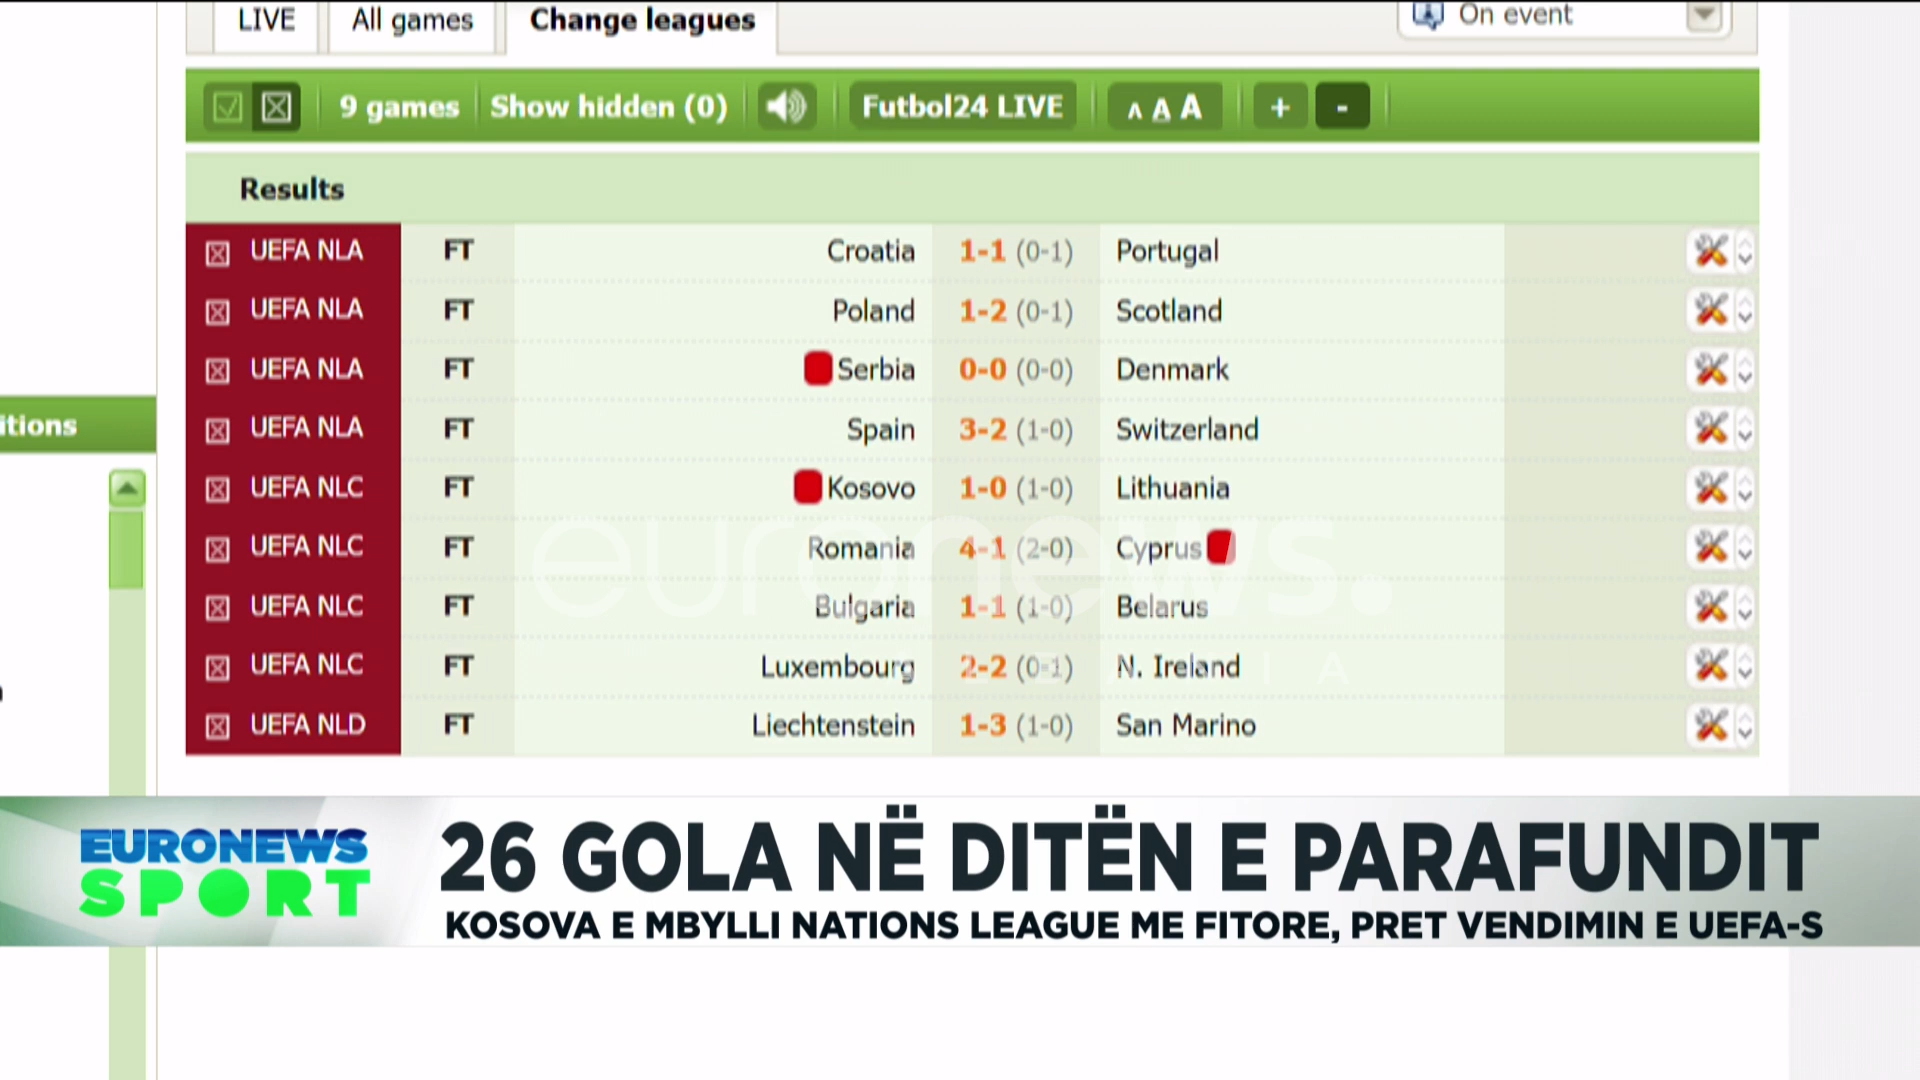 LIVE All games Change leagues On event
9 games Show hidden (0) Futbol24 LIVE A A A + -
Results
UEFA NLA FT Croatia 1-1 (0-1) Portugal
UEFA NLA FT Poland 1-2 (0-1) Scotland
UEFA NLA FT Serbia 0-0 (0-0) Denmark
itions
UEFA NLA FT Spain 3-2 (1-0) Switzerland
UEFA NLC FT Kosovo 1-0 (1-0) Lithuania
UEFA NLC FT Romania 4-1 (2-0) Cyprus
euronews.
UEFA NLC FT Bulgaria 1-1 (1-0) Belarus
UEFA NLC FT Luxembourg 2-2 (0-1) N. Ireland
UEFA NLD FT Liechtenstein 1-3 (1-0) San Marino
EURONEWS
SPORT
26 GOLA NË DITËN E PARAFUNDIT
KOSOVA E MBYLLI NATIONS LEAGUE ME FITORE, PRET VENDIMIN E UEFA-S